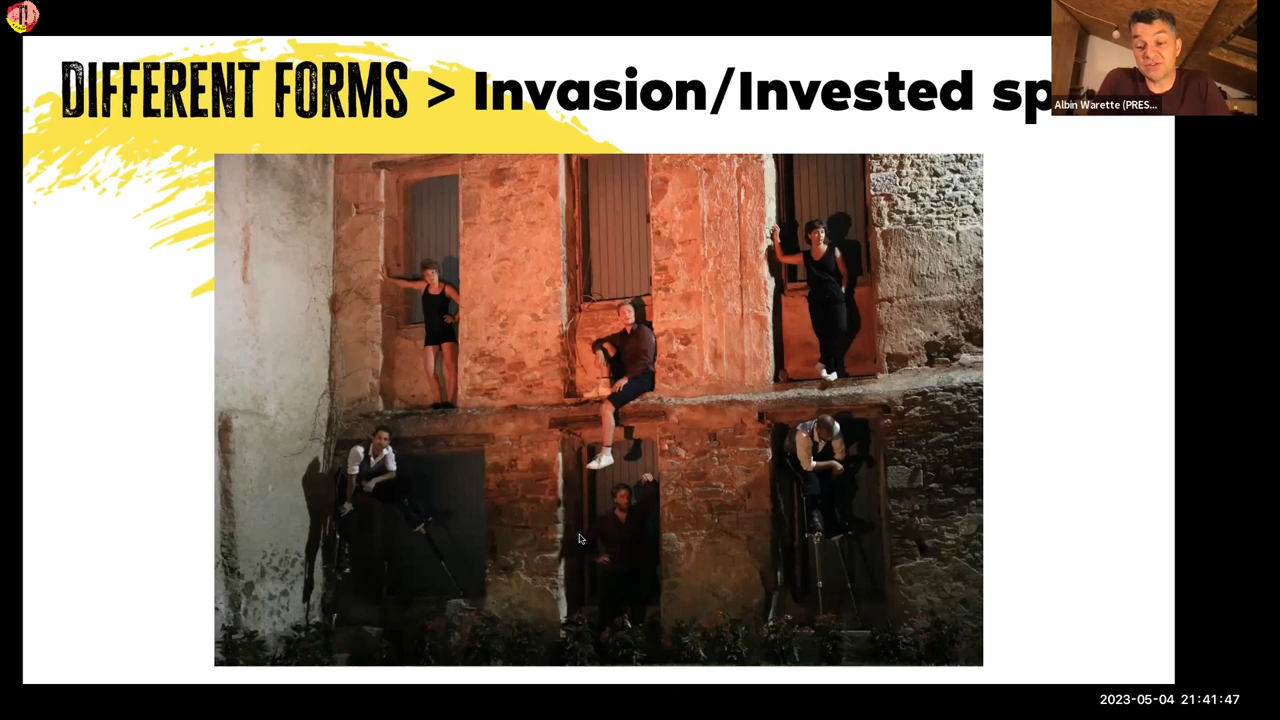 DIFFERENT FORMS > Invasion/Invested sp
Albin Warette (PRES...
2023-05-04 21:41:47